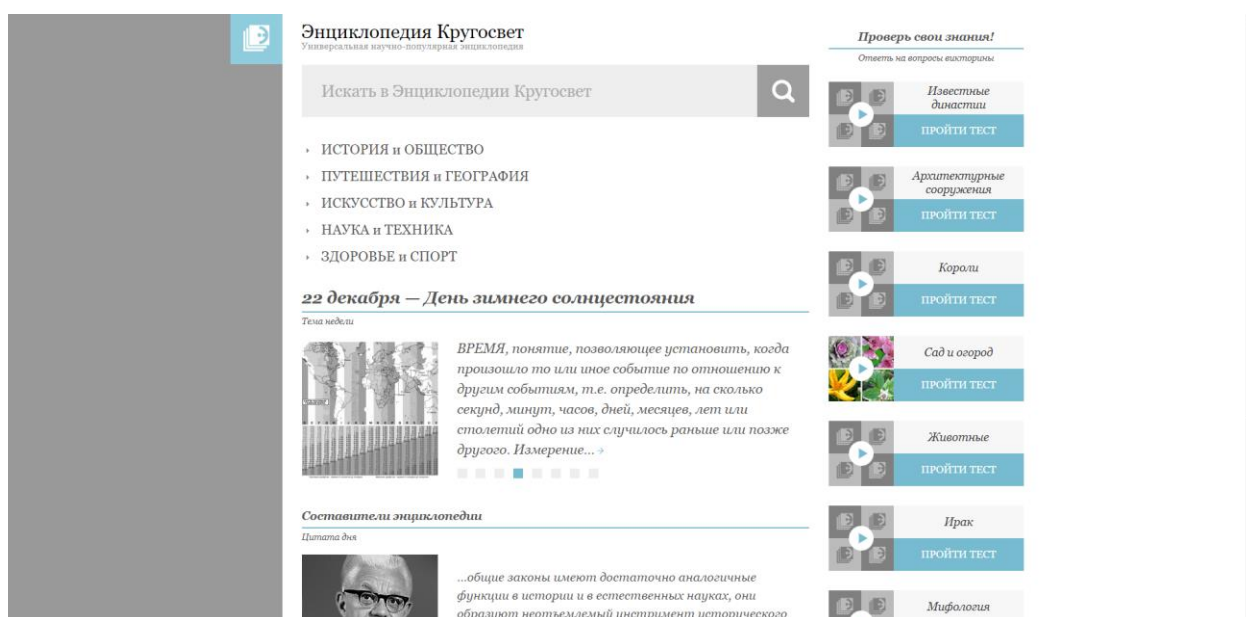 Энциклопедия Кругосвет
Универсальная научно-популярная энциклопедия
Искать в Энциклопедии Кругосвет
ИСТОРИЯ и ОБЩЕСТВО
ПУТЕШЕСТВИЯ и ГЕОГРАФИЯ
ИСКУССТВО и КУЛЬТУРА
НАУКА и ТЕХНИКА
ЗДОРОВЬЕ и СПОРТ
22 декабря — День зимнего солнцестояния
Тема недели
ВРЕМЯ, понятие, позволяющее установить, когда
произошло то или иное событие по отношению к
другим событиям, т.е. определить, на сколько
секунд, минут, часов, дней, месяцев, лет или
столетий одно из них случилось раньше или позже
другого. Измерение...
Составители энциклопедии
Цитата дня
...общие законы имеют достаточно аналогичные
функции в истории и в естественных науках, они
образуют неотъемлемый инструмент исторического
Проверь свои знания!
Ответь на вопросы викторины
Известные
династии
ПРОЙТИ ТЕСТ
Архитектурные
сооружения
ПРОЙТИ ТЕСТ
Короли
ПРОЙТИ ТЕСТ
Сад и огород
ПРОЙТИ ТЕСТ
Животные
ПРОЙТИ ТЕСТ
Ирак
ПРОЙТИ ТЕСТ
Мифология